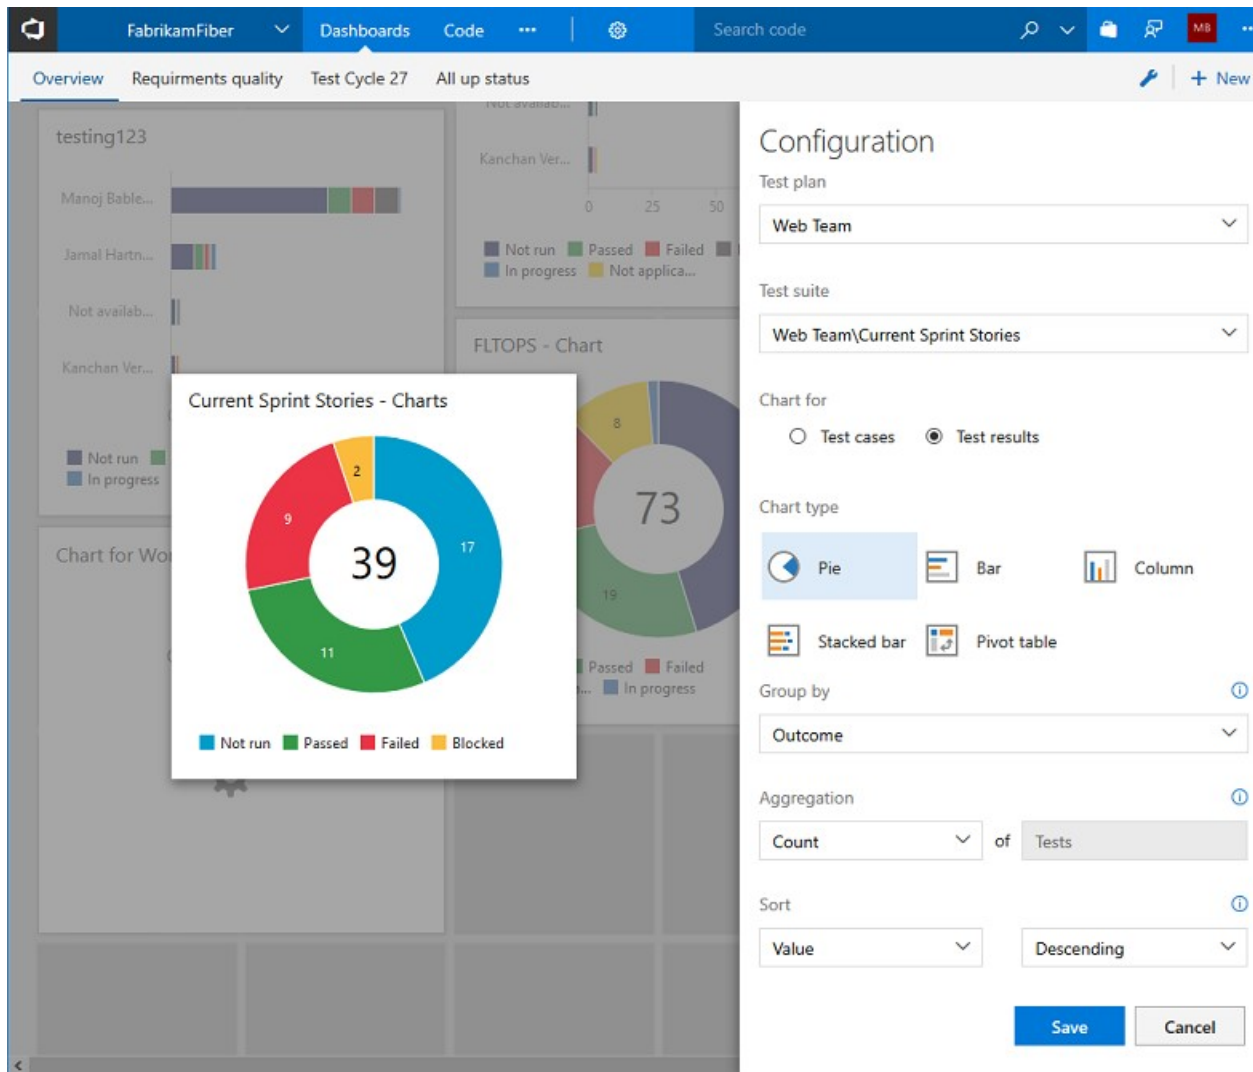 FabrikamFiber Dashboards Code ... Search code MB
Overview Requirments quality Test Cycle 27 All up status + New
testing123
Manoj Bable...
Jamal Hartn...
Not availab...
Kanchan Ver...
Not run
In progress
Not availab...
Kanchan Ver...
0 25 50
Not run Passed Failed
In progress Not applica...
FLTOPS - Chart
8
73
19
Passed Failed
In progress
Chart for Wo
Current Sprint Stories - Charts
2
9
17
39
11
Not run Passed Failed Blocked
Configuration
Test plan
Web Team
Test suite
Web Team\Current Sprint Stories
Chart for
Test cases Test results
Chart type
Pie Bar Column
Stacked bar Pivot table
Group by
Outcome
Aggregation
Count of Tests
Sort
Value Descending
Save Cancel